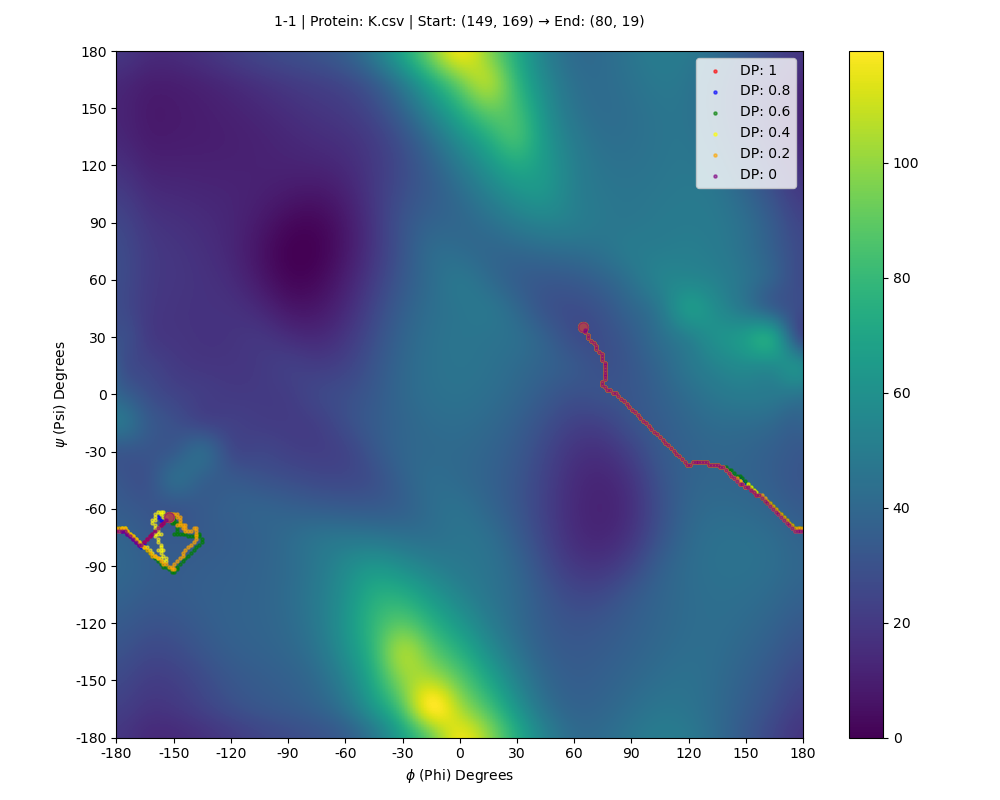 1-1 | Protein: K.csv | Start: (149, 169) → End: (80, 19)
DP: 1
DP: 0.8
DP: 0.6
DP: 0.4
DP: 0.2
DP: 0
180
150
120
90
60
30
0
-30
-60
-90
-120
-150
-180
ψ (Psi) Degrees
-180 -150 -120 -90 -60 -30 0 30 60 90 120 150 180
ϕ (Phi) Degrees
100
80
60
40
20
0